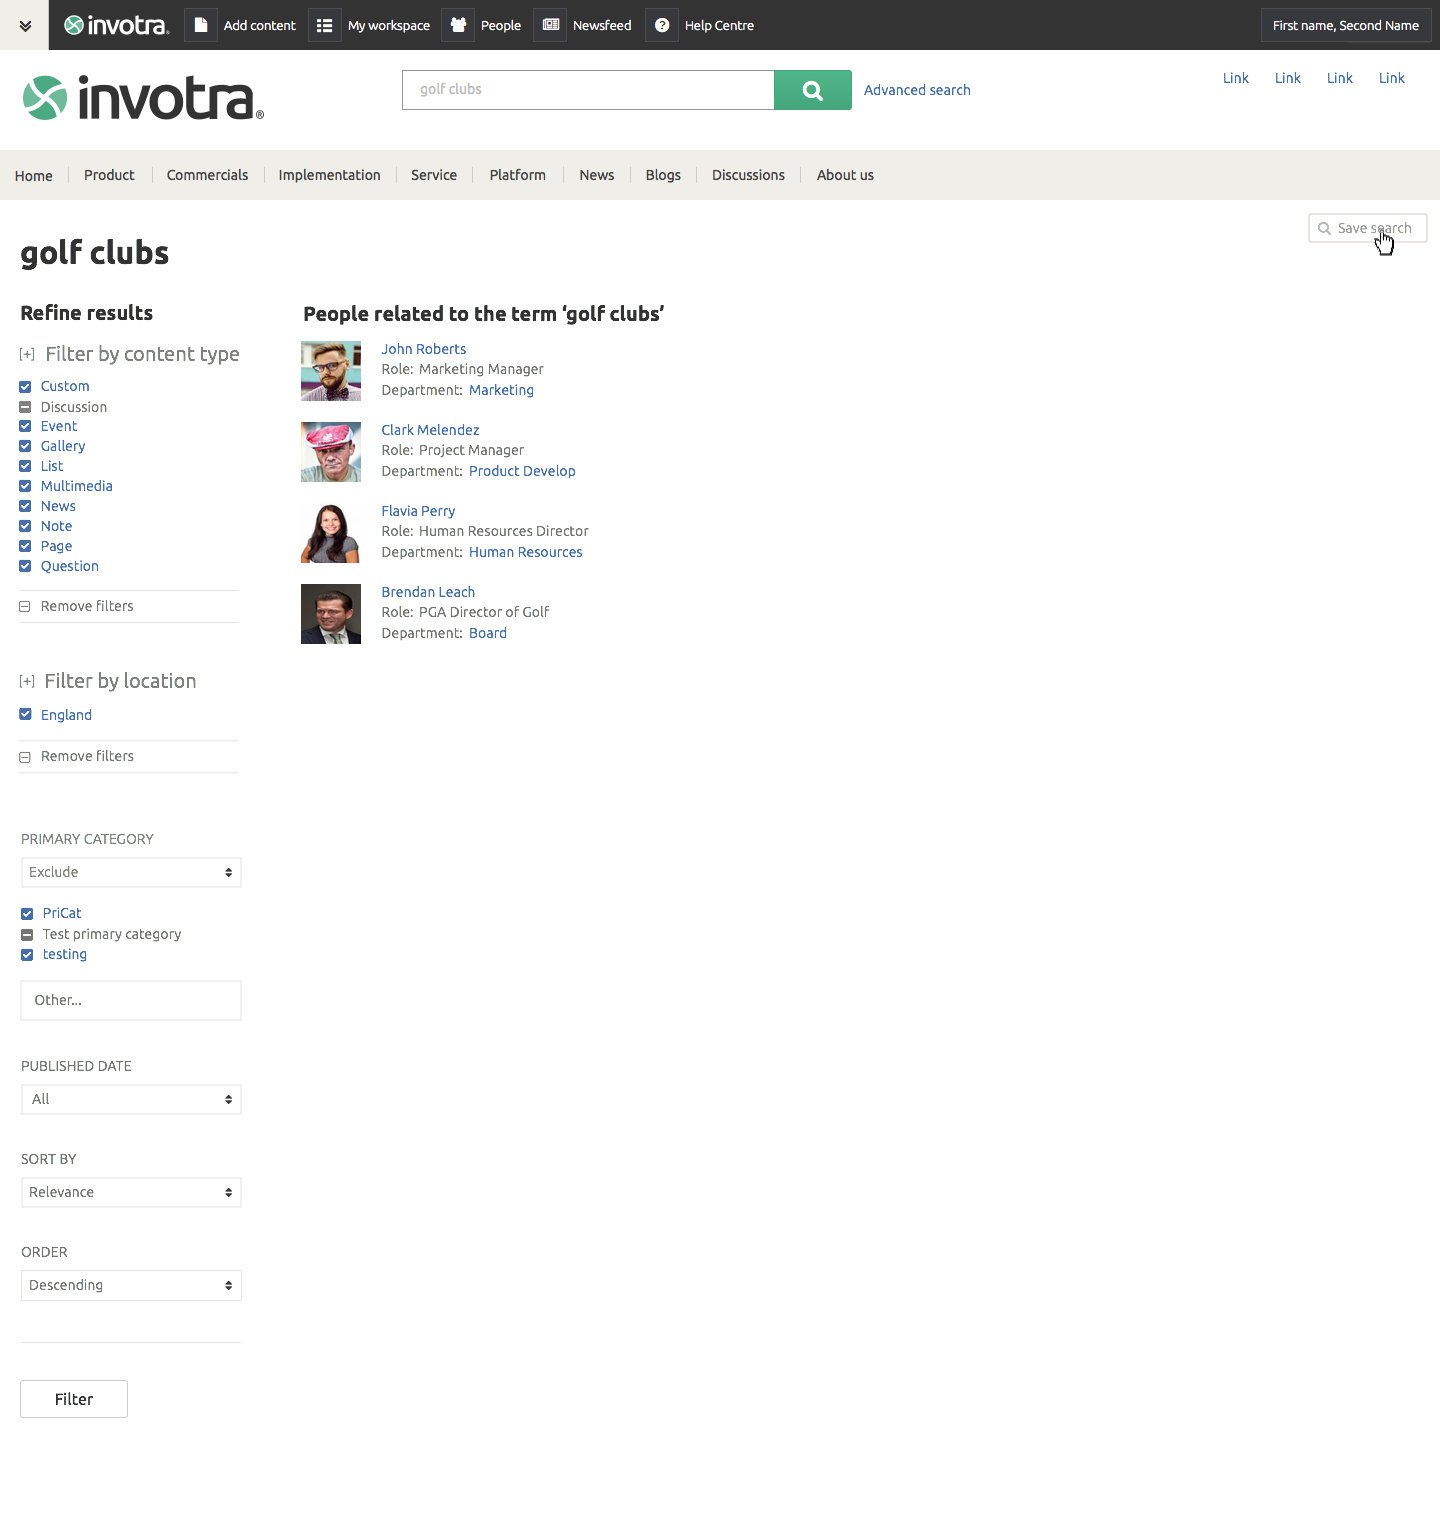 invotra® Add content My workspace People Newsfeed Help Centre First name, Second Name
invotra®
golf clubs
Advanced search
Link Link Link Link
Home Product Commercials Implementation Service Platform News Blogs Discussions About us
Save search
golf clubs
Refine results
[+] Filter by content type
Custom
Discussion
Event
Gallery
List
Multimedia
News
Note
Page
Question
Remove filters
[+] Filter by location
England
Remove filters
PRIMARY CATEGORY
Exclude
PriCat
Test primary category
testing
Other...
PUBLISHED DATE
All
SORT BY
Relevance
ORDER
Descending
Filter
People related to the term ‘golf clubs’
John Roberts
Role: Marketing Manager
Department: Marketing
Clark Melendez
Role: Project Manager
Department: Product Develop
Flavia Perry
Role: Human Resources Director
Department: Human Resources
Brendan Leach
Role: PGA Director of Golf
Department: Board